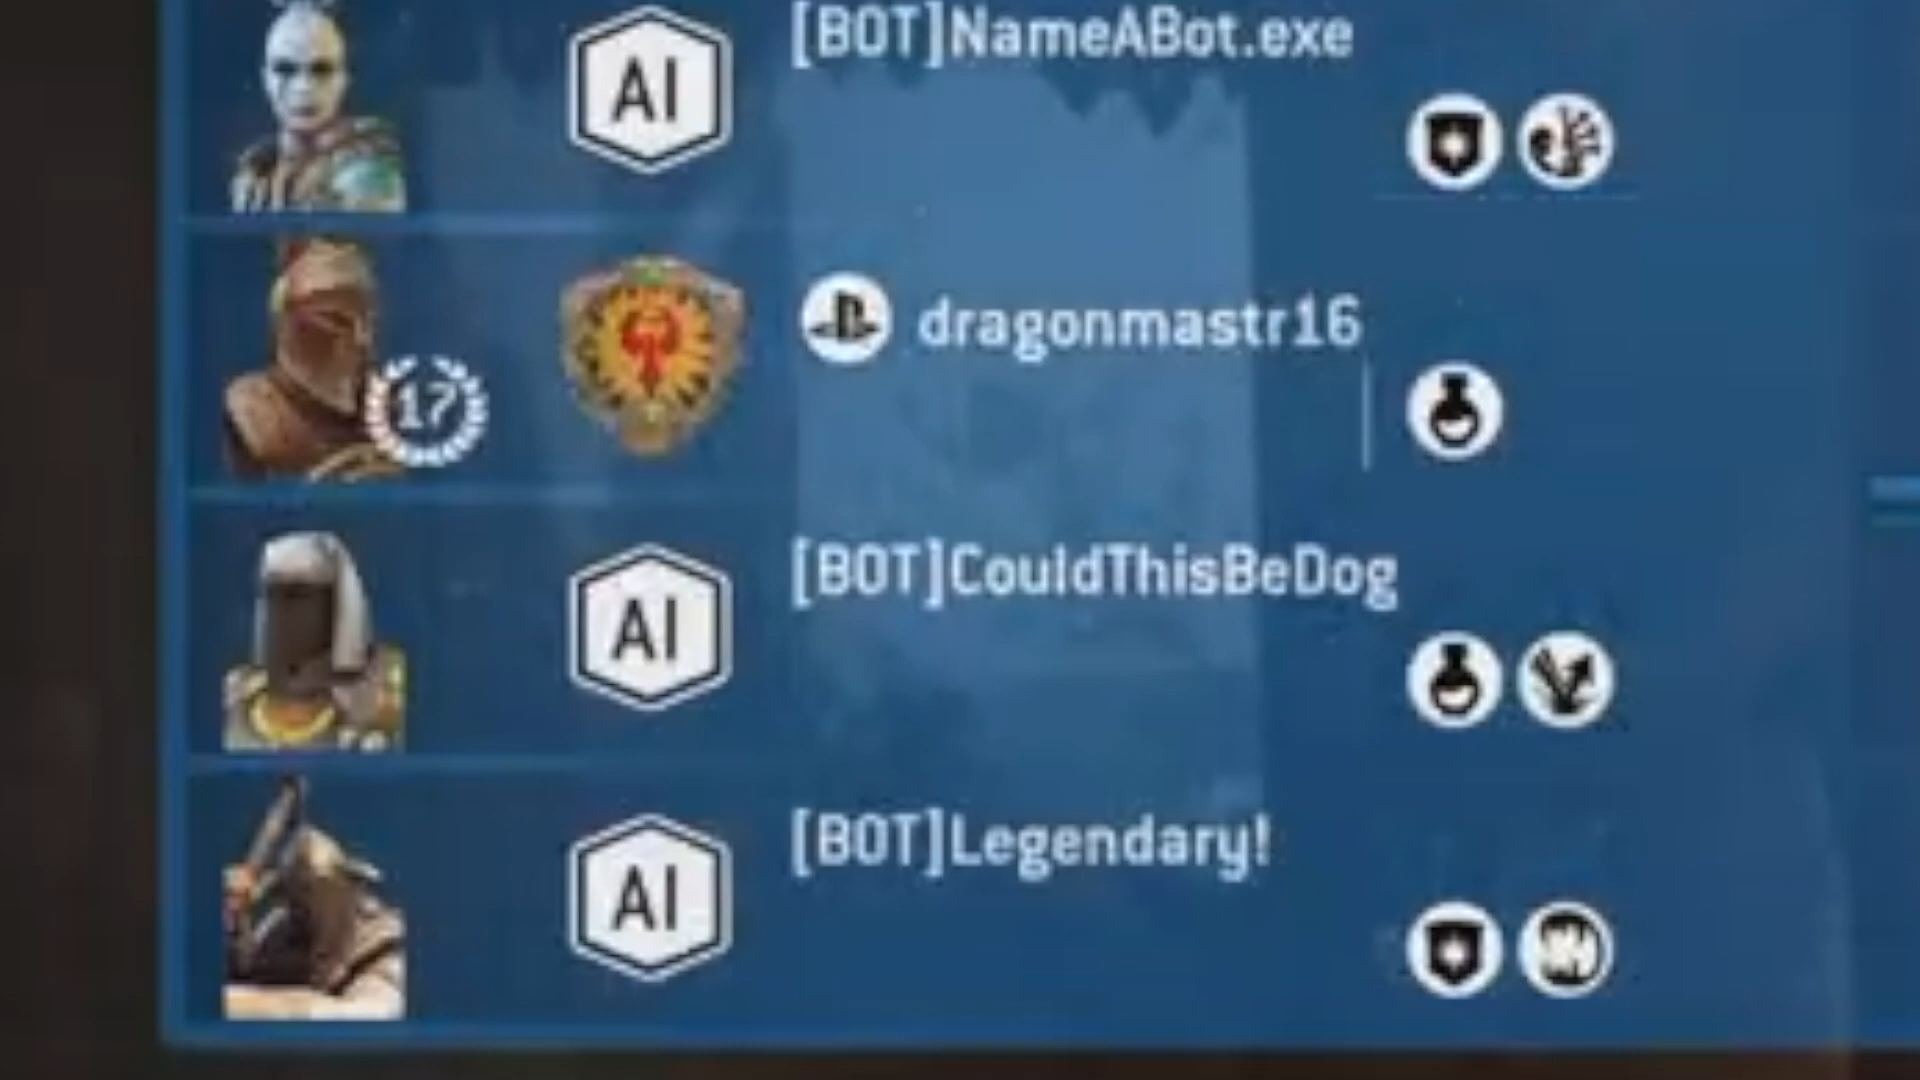 AI [BOT]NameABot.exe
17 dragonmastr16
AI [BOT]CouldThisBeDog
AI [BOT]Legendary!